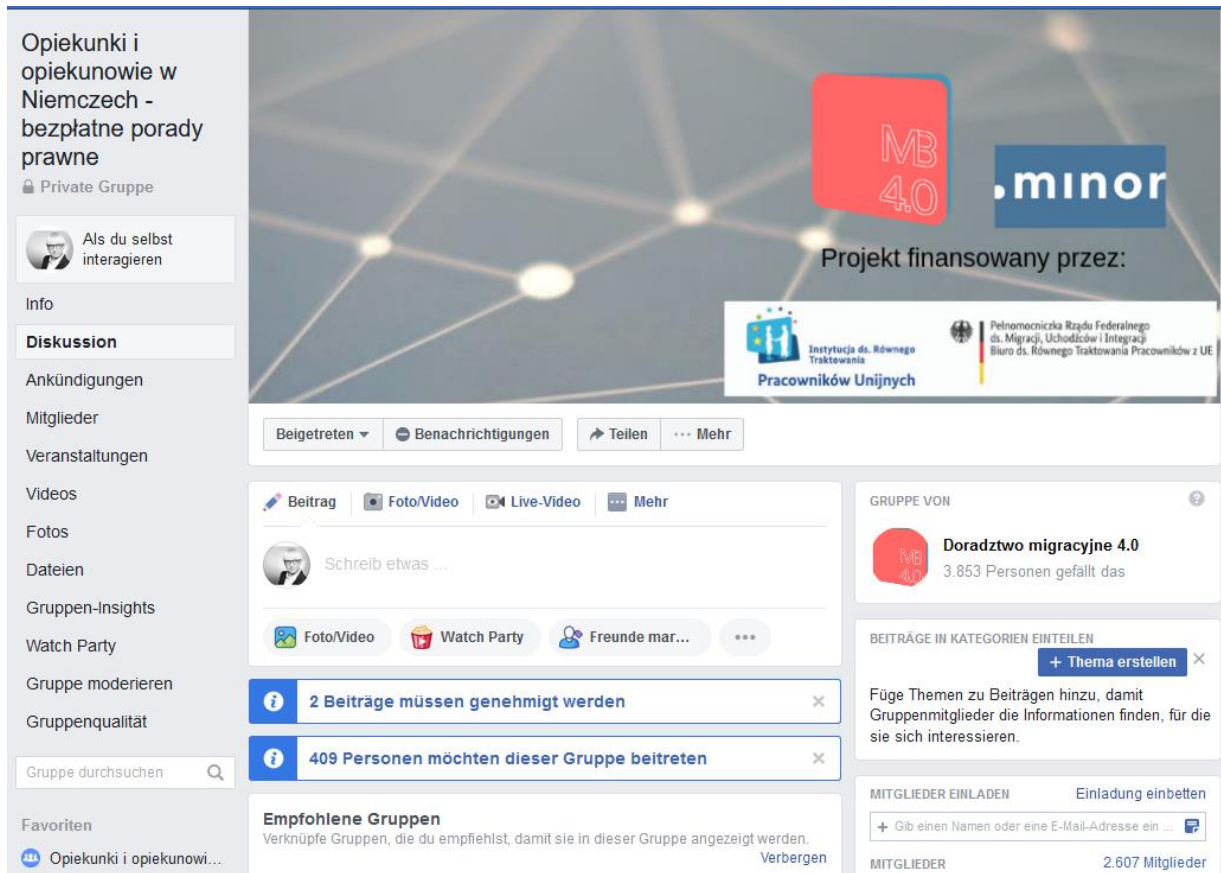 Opiekunki i
opiekunowie w
Niemczech -
bezpłatne porady
prawne
Private Gruppe
Als du selbst
interagieren
Info
Diskussion
Ankündigungen
Mitglieder
Veranstaltungen
Videos
Fotos
Dateien
Gruppen-Insights
Watch Party
Gruppe moderieren
Gruppenqualität
Gruppe durchsuchen
Favoriten
Opiekunki i opiekunowi...
MB
4.0
.minor
Projekt finansowany przez:
Instytucja ds. Równego
Traktowania
Pracowników Unijnych
Pełnomocniczka Rządu Federalnego
ds. Migracji, Uchodźców i Integracji
Biuro ds. Równego Traktowania Pracowników z UE
Beigetreten
Benachrichtigungen
Teilen
··· Mehr
Beitrag
Foto/Video
Live-Video
Mehr
Schreib etwas ...
Foto/Video
Watch Party
Freunde mar...
2 Beiträge müssen genehmigt werden
409 Personen möchten dieser Gruppe beitreten
Empfohlene Gruppen
Verknüpfe Gruppen, die du empfiehlst, damit sie in dieser Gruppe angezeigt werden.
Verbergen
GRUPPE VON
MB
4.0
Doradztwo migracyjne 4.0
3.853 Personen gefällt das
BEITRÄGE IN KATEGORIEN EINTEILEN
+ Thema erstellen
Füge Themen zu Beiträgen hinzu, damit
Gruppenmitglieder die Informationen finden, für die
sie sich interessieren.
MITGLIEDER EINLADEN Einladung einbetten
+ Gib einen Namen oder eine E-Mail-Adresse ein ...
MITGLIEDER 2.607 Mitglieder